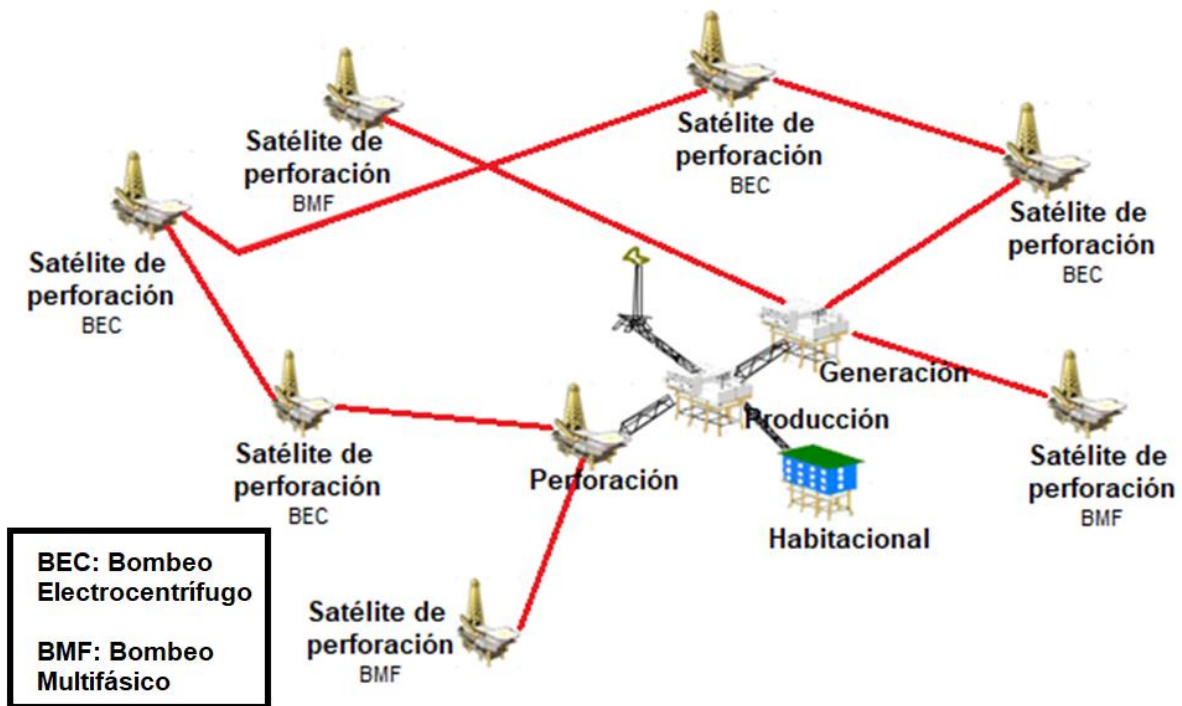 Satélite de
perforación
BMF
Satélite de
perforación
BEC
Satélite de
perforación
BEC
Satélite de
perforación
BEC
Generación
Producción
Satélite de
perforación
BEC
Perforación
Satélite de
perforación
BMF
Habitacional
Satélite de
perforación
BMF
BEC: Bombeo
Electrocentrífugo
BMF: Bombeo
Multifásico